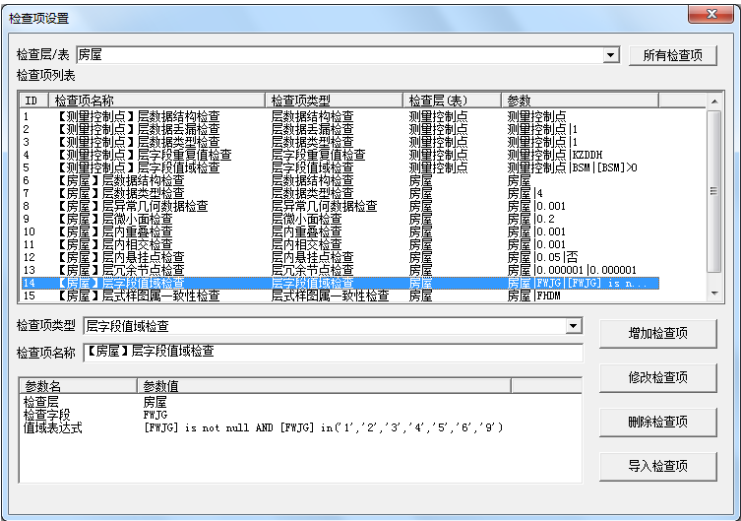 检查项设置
检查层/表 房屋 所有检查项
检查项列表
ID 检查项名称 检查项类型 检查层(表) 参数
1 【测量控制点】层数据结构检查 层数据结构检查 测量控制点 测量控制点
2 【测量控制点】层数据丢漏检查 层数据丢漏检查 测量控制点 测量控制点|1
3 【测量控制点】层数据类型检查 层数据类型检查 测量控制点 测量控制点|1
4 【测量控制点】层字段重复值检查 层字段重复值检查 测量控制点 测量控制点|KZDDH
5 【测量控制点】层字段值域检查 层字段值域检查 测量控制点 测量控制点|BSM|[BSM]>0
6 【房屋】层数据结构检查 层数据结构检查 房屋 房屋
7 【房屋】层数据类型检查 层数据类型检查 房屋 房屋|4
8 【房屋】层异常几何数据检查 层异常几何数据检查 房屋 房屋|0.001
9 【房屋】层微小面检查 层微小面检查 房屋 房屋|0.2
10 【房屋】层内重叠检查 层内重叠检查 房屋 房屋|0.001
11 【房屋】层内相交检查 层内相交检查 房屋 房屋|0.001
12 【房屋】层内悬挂点检查 层内悬挂点检查 房屋 房屋|0.05|否
13 【房屋】层冗余节点检查 层冗余节点检查 房屋 房屋|0.000001|0.000001
14 【房屋】层字段值域检查 层字段值域检查 房屋 房屋|FWJG|[FWJG] is n...
15 【房屋】层式样图属一致性检查 层式样图属一致性检查 房屋 房屋|FHDM
检查项类型 层字段值域检查 增加检查项
检查项名称 【房屋】层字段值域检查
修改检查项
参数名 参数值
检查层 房屋
检查字段 FWJG
值域表达式 [FWJG] is not null AND [FWJG] in('1','2','3','4','5','6','9')
删除检查项
导入检查项